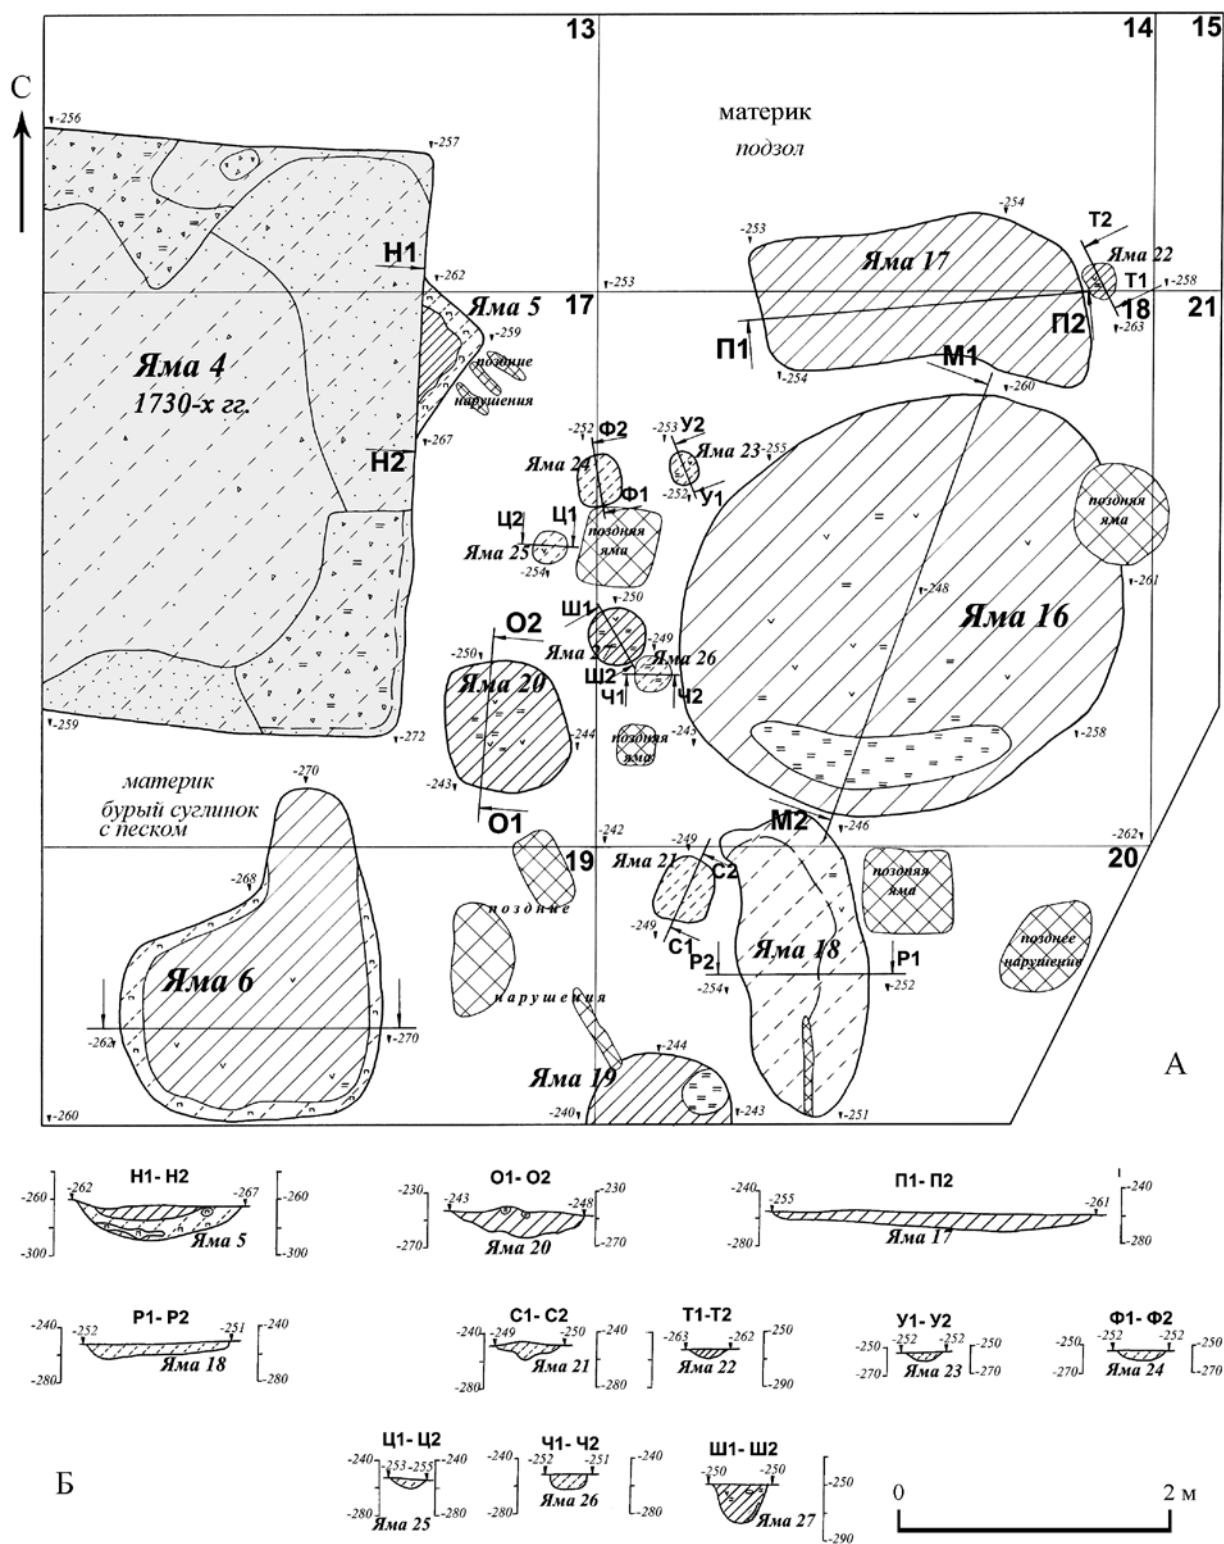 13
14
15
С
-256
-257
материк
подзол
-253
-254
Т2
Яма 22
Яма 17
Н1
-262
-253
Т1
-258
17
18
21
Яма 5
-259
П1
П2
-263
Яма 4
1730-х гг.
поздние
нарушения
-254
М1
-260
-267
Н2
-252
Ф2
-253
У2
Яма 23
-255
Яма 24
-252
У1
Ф1
поздняя
яма
Ц2
Ц1
Яма 25
-254
поздняя
яма
-261
-250
-248
Ш1
Яма 16
О2
-249
Яма 27
Яма 26
-250
Ш2
Яма 20
Ч1
Ч2
-259
-272
-244
поздняя
яма
-243
-258
-243
материк
бурый суглинок
с песком
-270
О1
М2
-246
-242
-249
-262
19
20
Яма 21
С2
поздняя
яма
-268
поздние
-249
С1
Яма 18
Р2
Р1
позднее
нарушение
Яма 6
-254
-252
нарушения
-262
-270
-244
А
Яма 19
-260
-240
-243
-251
Н1- Н2
-262
-267
-260
-260
-300
-300
Яма 5
О1- О2
-230
-243
-248
-230
-270
-270
Яма 20
П1- П2
-240
-255
-261
-240
-280
-280
Яма 17
Р1- Р2
-240
-252
-251
-240
-280
-280
Яма 18
С1- С2
-240
-249
-250
-240
-280
-280
Яма 21
Т1-Т2
-263
-262
-250
-290
Яма 22
У1- У2
-250
-252
-252
-250
-270
-270
Яма 23
Ф1- Ф2
-250
-252
-252
-250
-270
-270
Яма 24
Ц1- Ц2
-240
-253
-255
-240
-280
-280
Яма 25
Ч1- Ч2
-240
-252
-251
-240
-280
-280
Яма 26
Ш1- Ш2
-250
-250
-250
-290
Яма 27
Б
0
2 м